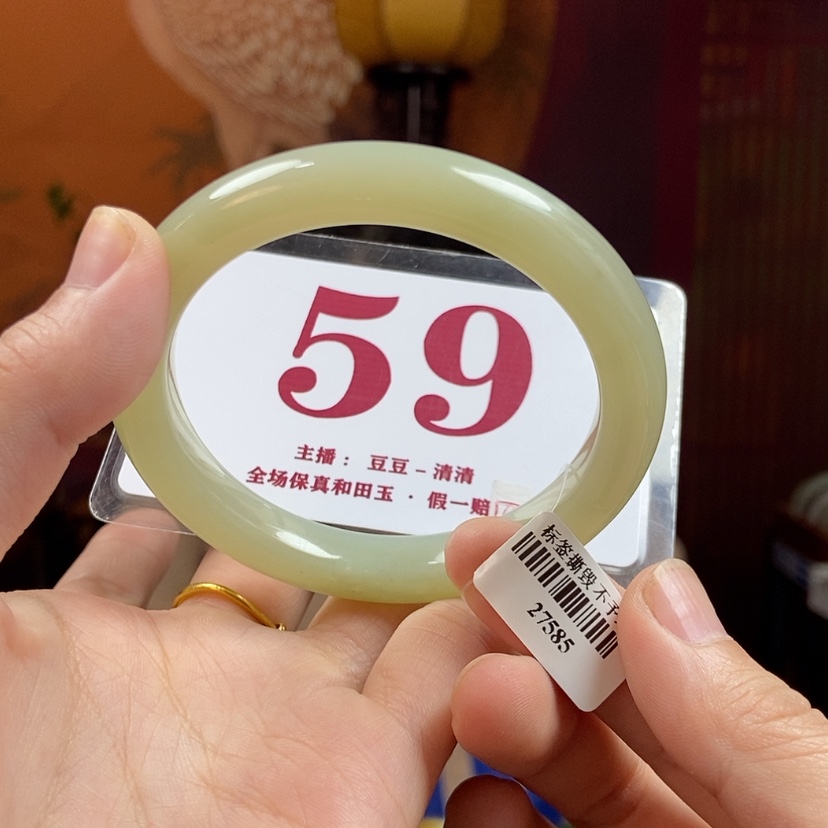 59
主播： 豆豆-清清
全场保真和田玉 · 假一赔
标签撕毁不予
27585